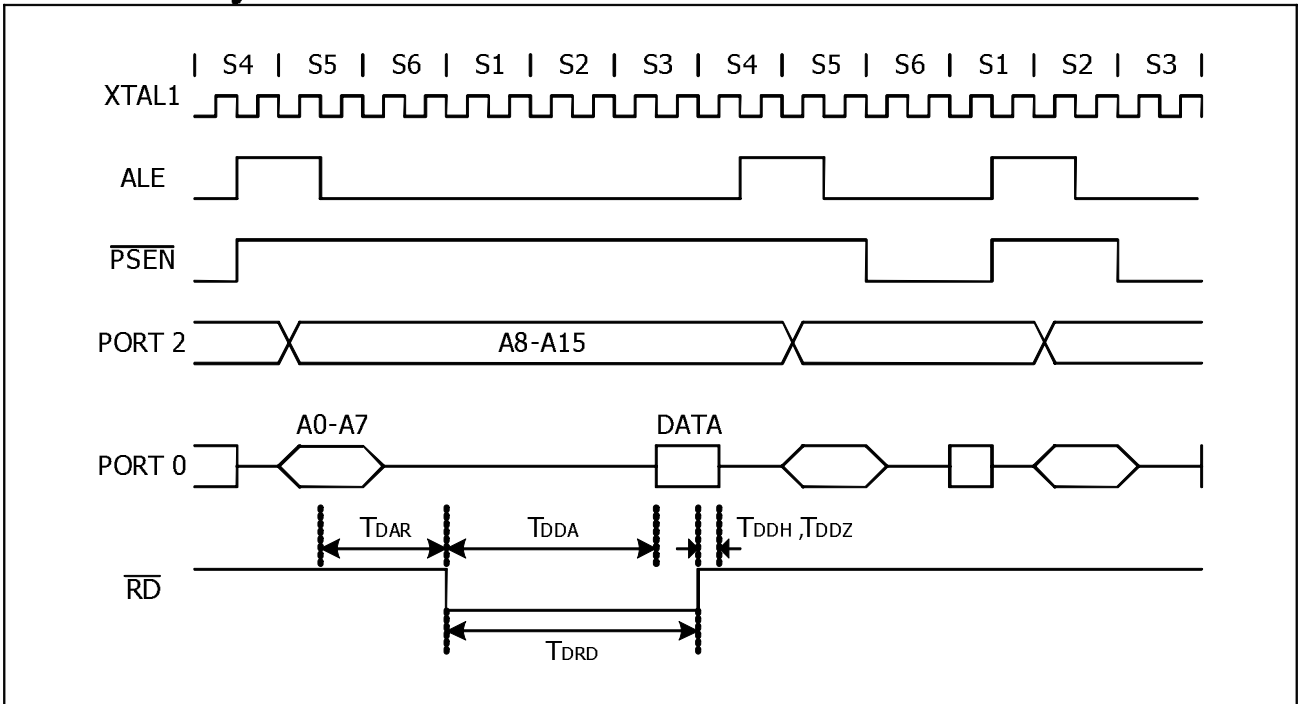 S4 S5 S6 S1 S2 S3 S4 S5 S6 S1 S2 S3
XTAL1
ALE
PSEN
PORT 2 A8-A15
A0-A7 DATA
PORT 0
TDAR TDDA TDDH ,TDDZ
RD
TDRD